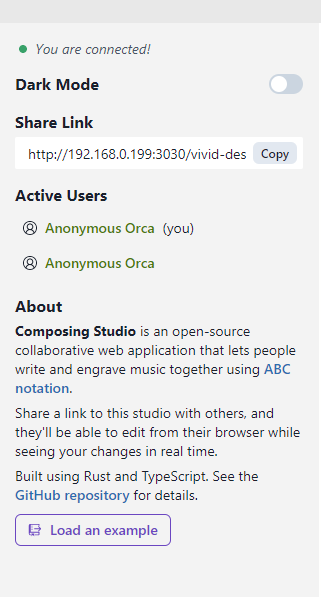 You are connected!
Dark Mode
Share Link
http://192.168.0.199:3030/vivid-des
Copy
Active Users
Anonymous Orca (you)
Anonymous Orca
About
Composing Studio is an open-source
collaborative web application that lets people
write and engrave music together using ABC
notation.
Share a link to this studio with others, and
they'll be able to edit from their browser while
seeing your changes in real time.
Built using Rust and TypeScript. See the
GitHub repository for details.
Load an example